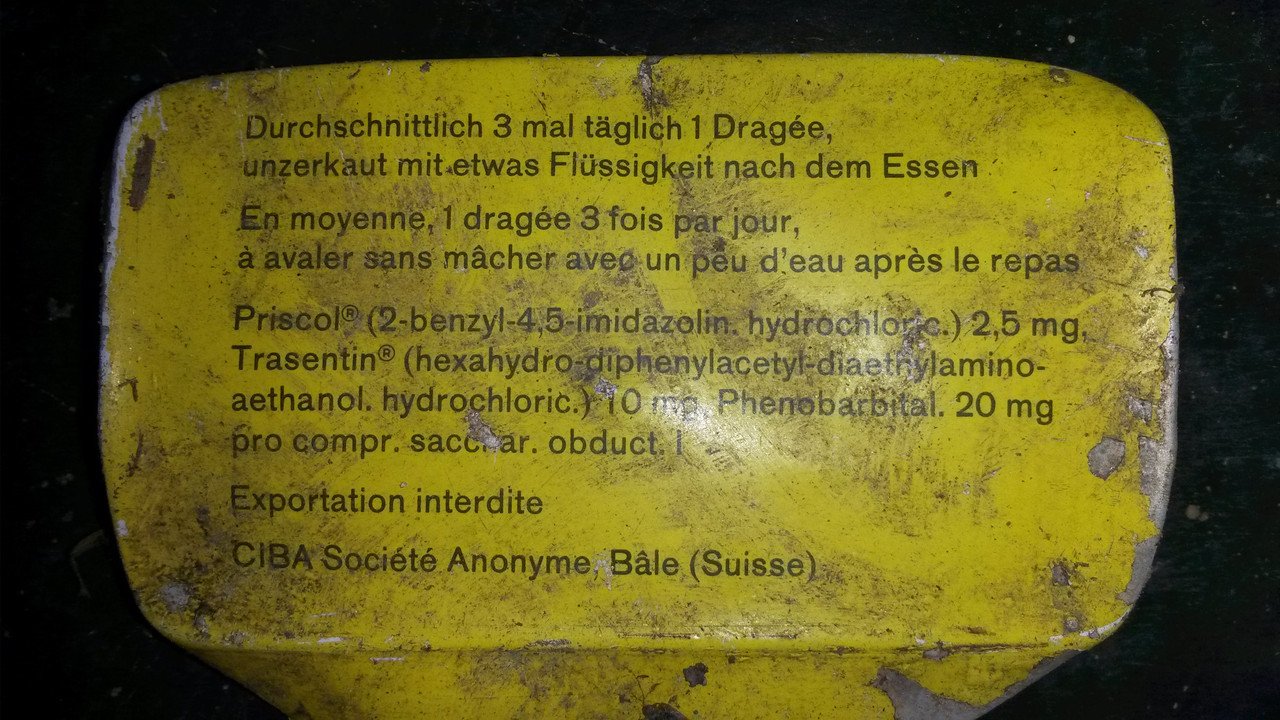 Durchschnittlich 3 mal täglich 1 Dragée,
unzerkaut mit etwas Flüssigkeit nach dem Essen
En moyenne, 1 dragée 3 fois par jour,
à avaler sans mâcher avec un peu d'eau après le repas
Priscol® (2-benzyl-4,5-imidazolin. hydrochloric.) 2,5 mg,
Trasentin® (hexahydro-diphenylacetyl-diaethylamino-
aethanol. hydrochloric.) 10 mg, Phenobarbital. 20 mg
pro compr. sacchar. obduct. I
Exportation interdite
CIBA Société Anonyme, Bâle (Suisse)